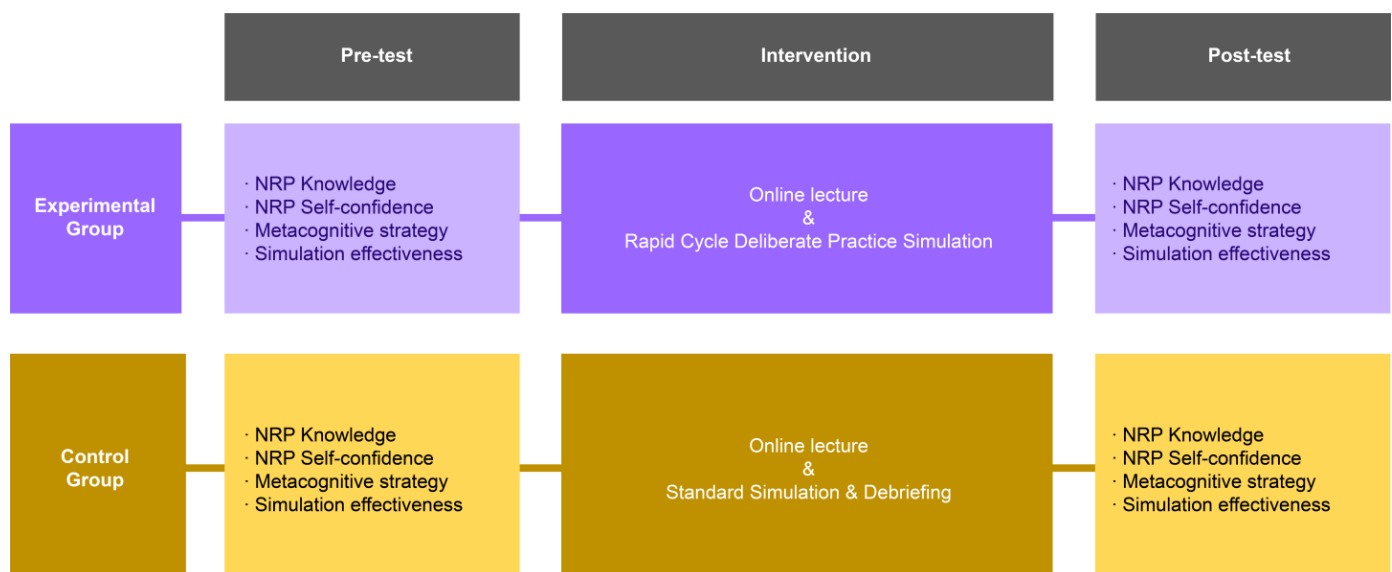 Pre-test
Intervention
Post-test
Experimental
Group
· NRP Knowledge
· NRP Self-confidence
· Metacognitive strategy
· Simulation effectiveness
Online lecture
&
Rapid Cycle Deliberate Practice Simulation
· NRP Knowledge
· NRP Self-confidence
· Metacognitive strategy
· Simulation effectiveness
Control
Group
· NRP Knowledge
· NRP Self-confidence
· Metacognitive strategy
· Simulation effectiveness
Online lecture
&
Standard Simulation & Debriefing
· NRP Knowledge
· NRP Self-confidence
· Metacognitive strategy
· Simulation effectiveness